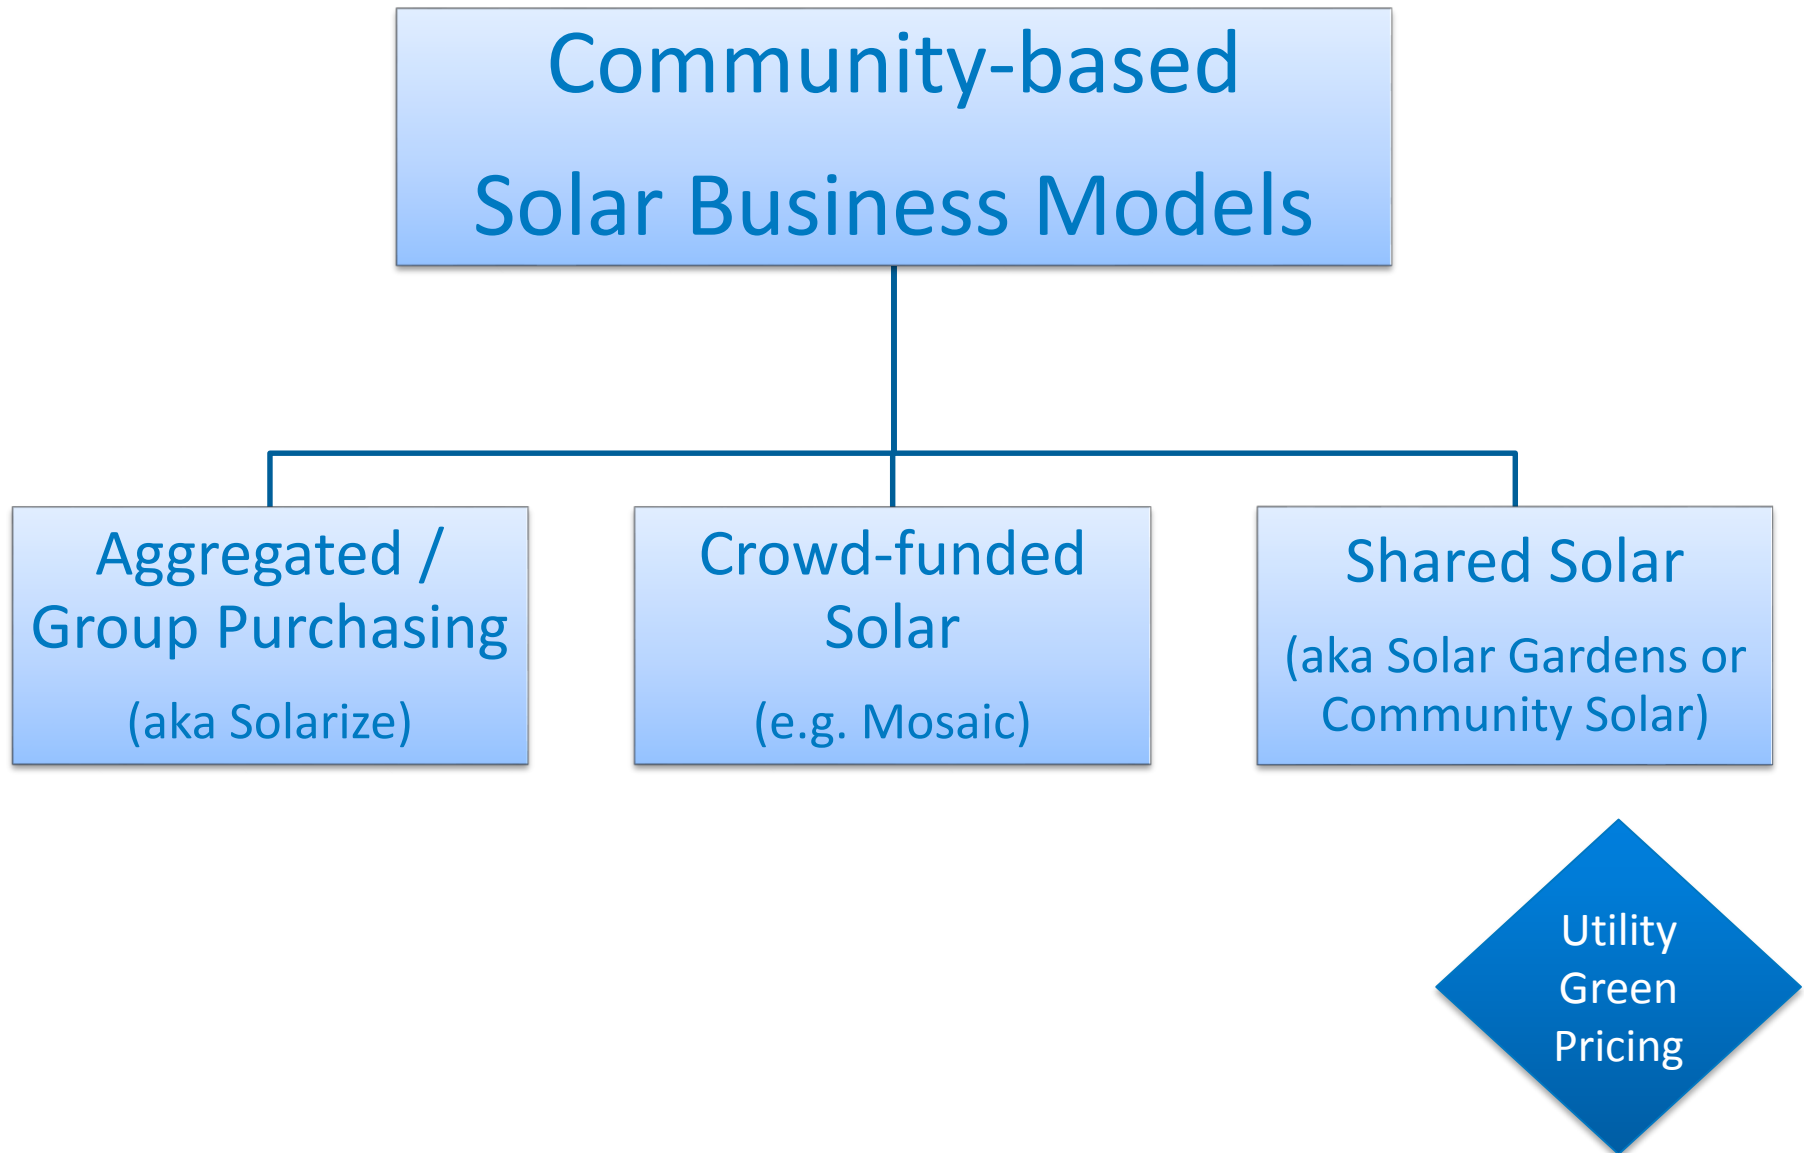 Community-based
Solar Business Models
Aggregated /
Group Purchasing
(aka Solarize)
Crowd-funded
Solar
(e.g. Mosaic)
Shared Solar
(aka Solar Gardens or
Community Solar)
Utility
Green
Pricing